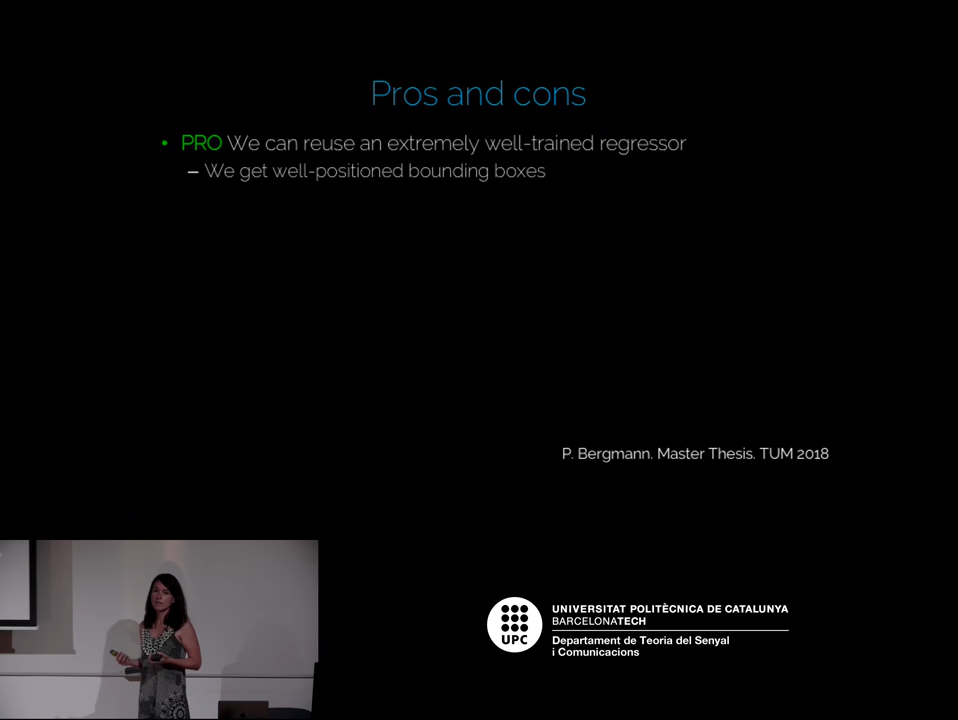 Pros and cons
• PRO We can reuse an extremely well-trained regressor
– We get well-positioned bounding boxes
P. Bergmann. Master Thesis. TUM 2018
UPC
UNIVERSITAT POLITÈCNICA DE CATALUNYA
BARCELONATECH
Departament de Teoria del Senyal
i Comunicacions